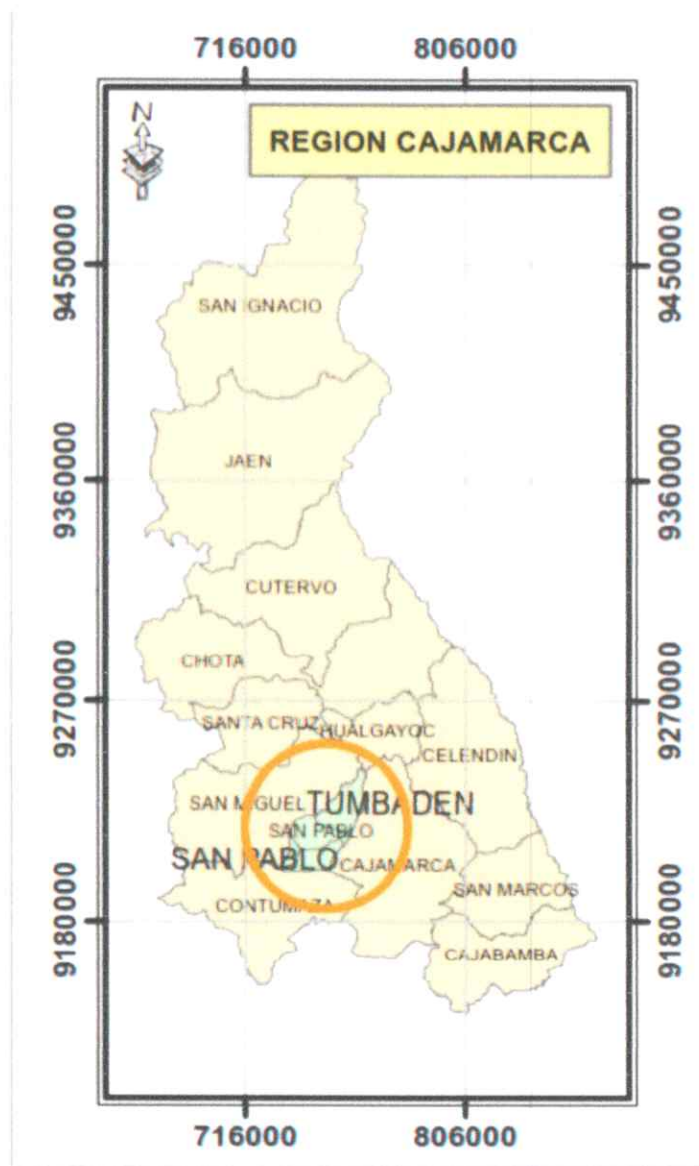 716000 806000
N
REGION CAJAMARCA
9450000 9450000
SAN IGNACIO
JAEN
9360000 9360000
CUTERVO
CHOTA
9270000 9270000
SANTA CRUZ HUALGAYOC
CELENDIN
SAN MIGUEL TUMBADEN
SAN PABLO
SAN PABLO CAJAMARCA
SAN MARCOS
CONTUMAZA
9180000 9180000
CAJABAMBA
716000 806000